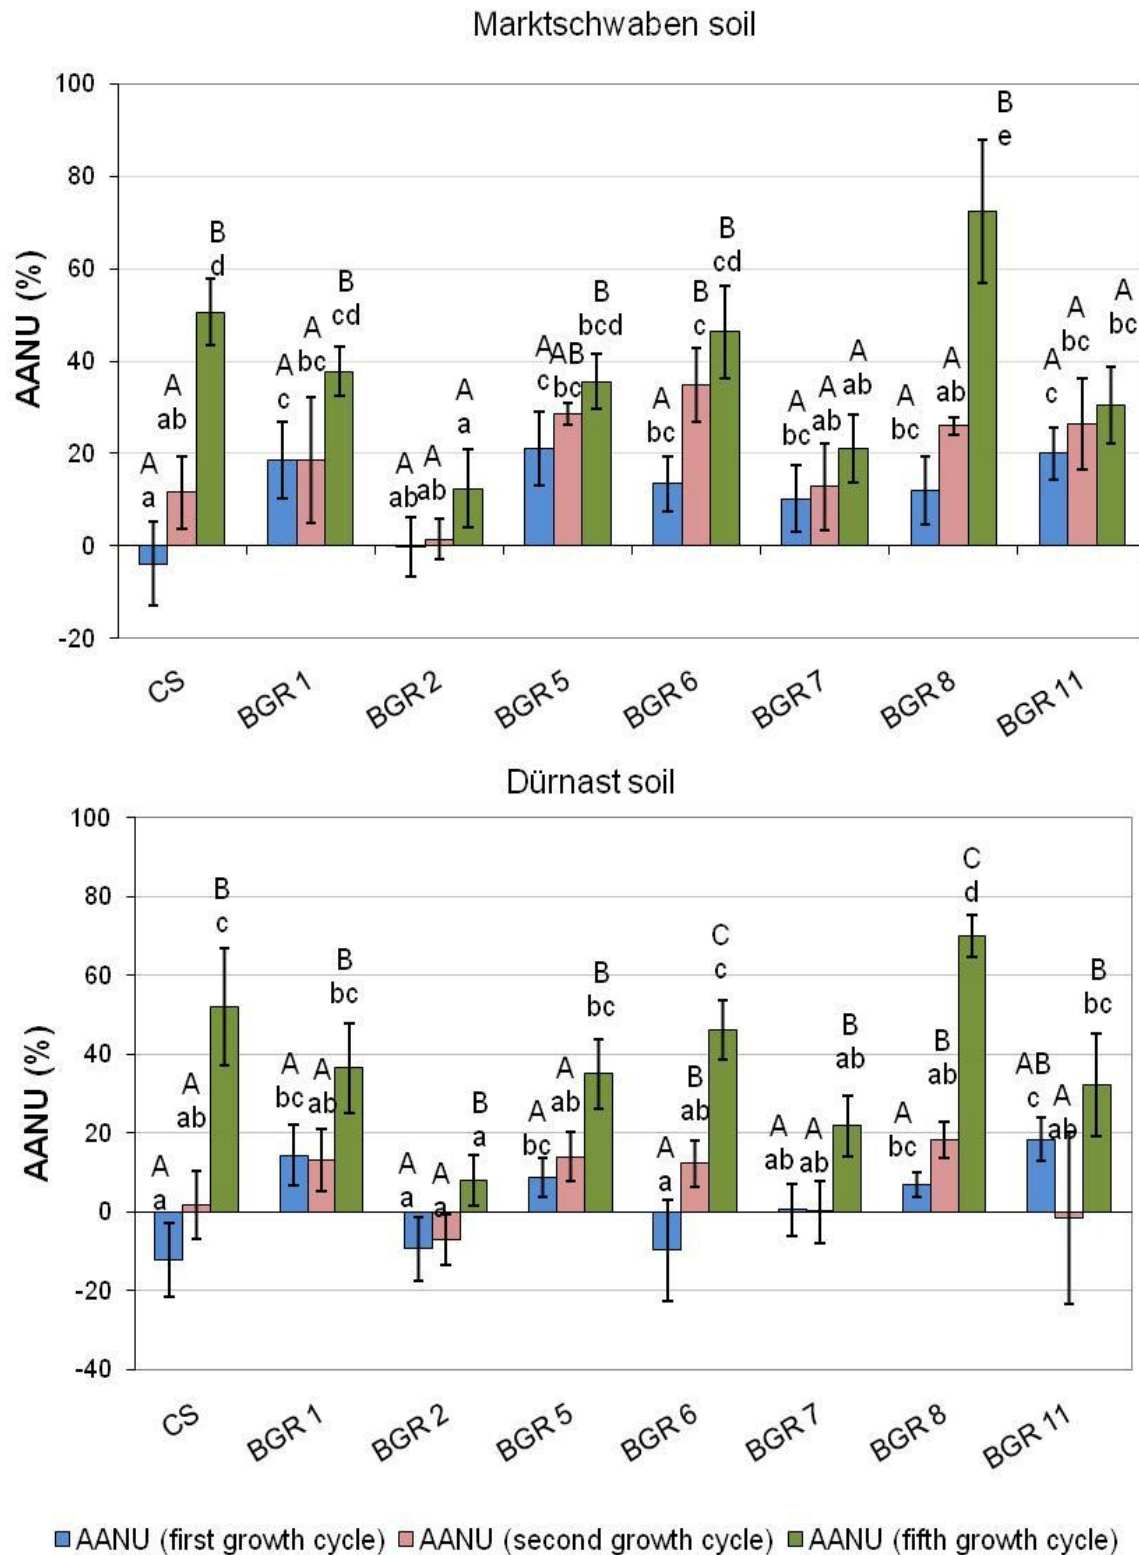 Marktschwaben soil
AANU (%)
100
80
60
40
20
0
-20
A
a
A
ab
B
d
A
c
A
bc
B
cd
A
ab
A
ab
A
a
A
c
AB
bc
B
bcd
A
bc
B
c
B
cd
A
bc
A
ab
A
ab
A
bc
A
ab
B
e
A
c
A
bc
A
bc
CS
BGR 1
BGR 2
BGR 5
BGR 6
BGR 7
BGR 8
BGR 11
Dürnast soil
AANU (%)
100
80
60
40
20
0
-20
-40
A
a
A
ab
B
c
A
bc
A
ab
B
bc
A
a
A
a
B
a
A
bc
A
ab
B
bc
A
a
B
ab
C
c
A
ab
A
ab
B
ab
A
bc
B
ab
C
d
AB
c
A
ab
B
bc
CS
BGR 1
BGR 2
BGR 5
BGR 6
BGR 7
BGR 8
BGR 11
AANU (first growth cycle) AANU (second growth cycle) AANU (fifth growth cycle)